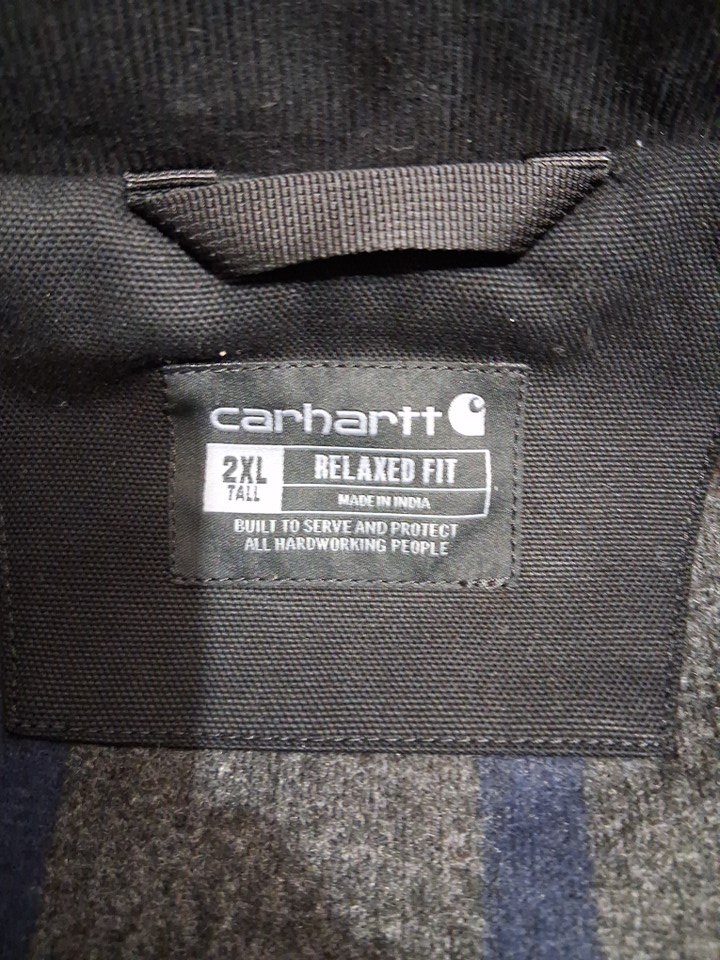 carhartt
2XL
TALL
RELAXED FIT
MADE IN INDIA
BUILT TO SERVE AND PROTECT
ALL HARDWORKING PEOPLE